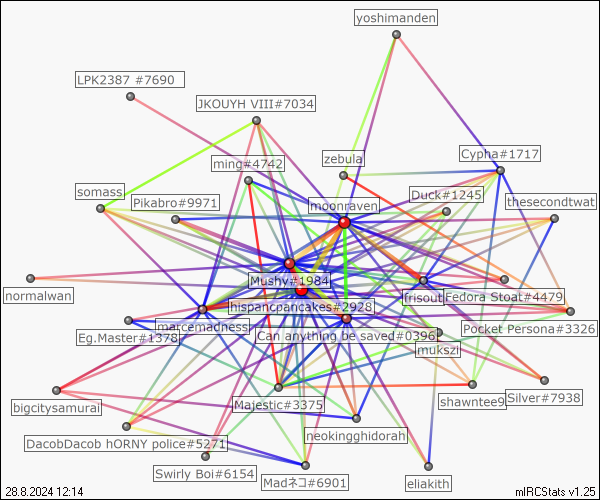 yoshimanden
LPK2387 #7690
JKOUYH VIII#7034
zebula
Cypha#1717
ming#4742
somass
Pikabro#9971
moonraven
Duck#1245
thesecondtwat
Mushy#1984
normalwan
hispancpancakes#2928
frisout
Fedora Stoat#4479
marcemadness
Eg.Master#1378
Can anything be saved#0396
Pocket Persona#3326
mukszi
bigcitysamurai
Majestic#3375
shawntee9
Silver#7938
DacobDacob hORNY police#5271
neokingghidorah
Swirly Boi#6154
Madネコ#6901
eliakith
28.8.2024 12:14
mIRCStats v1.25